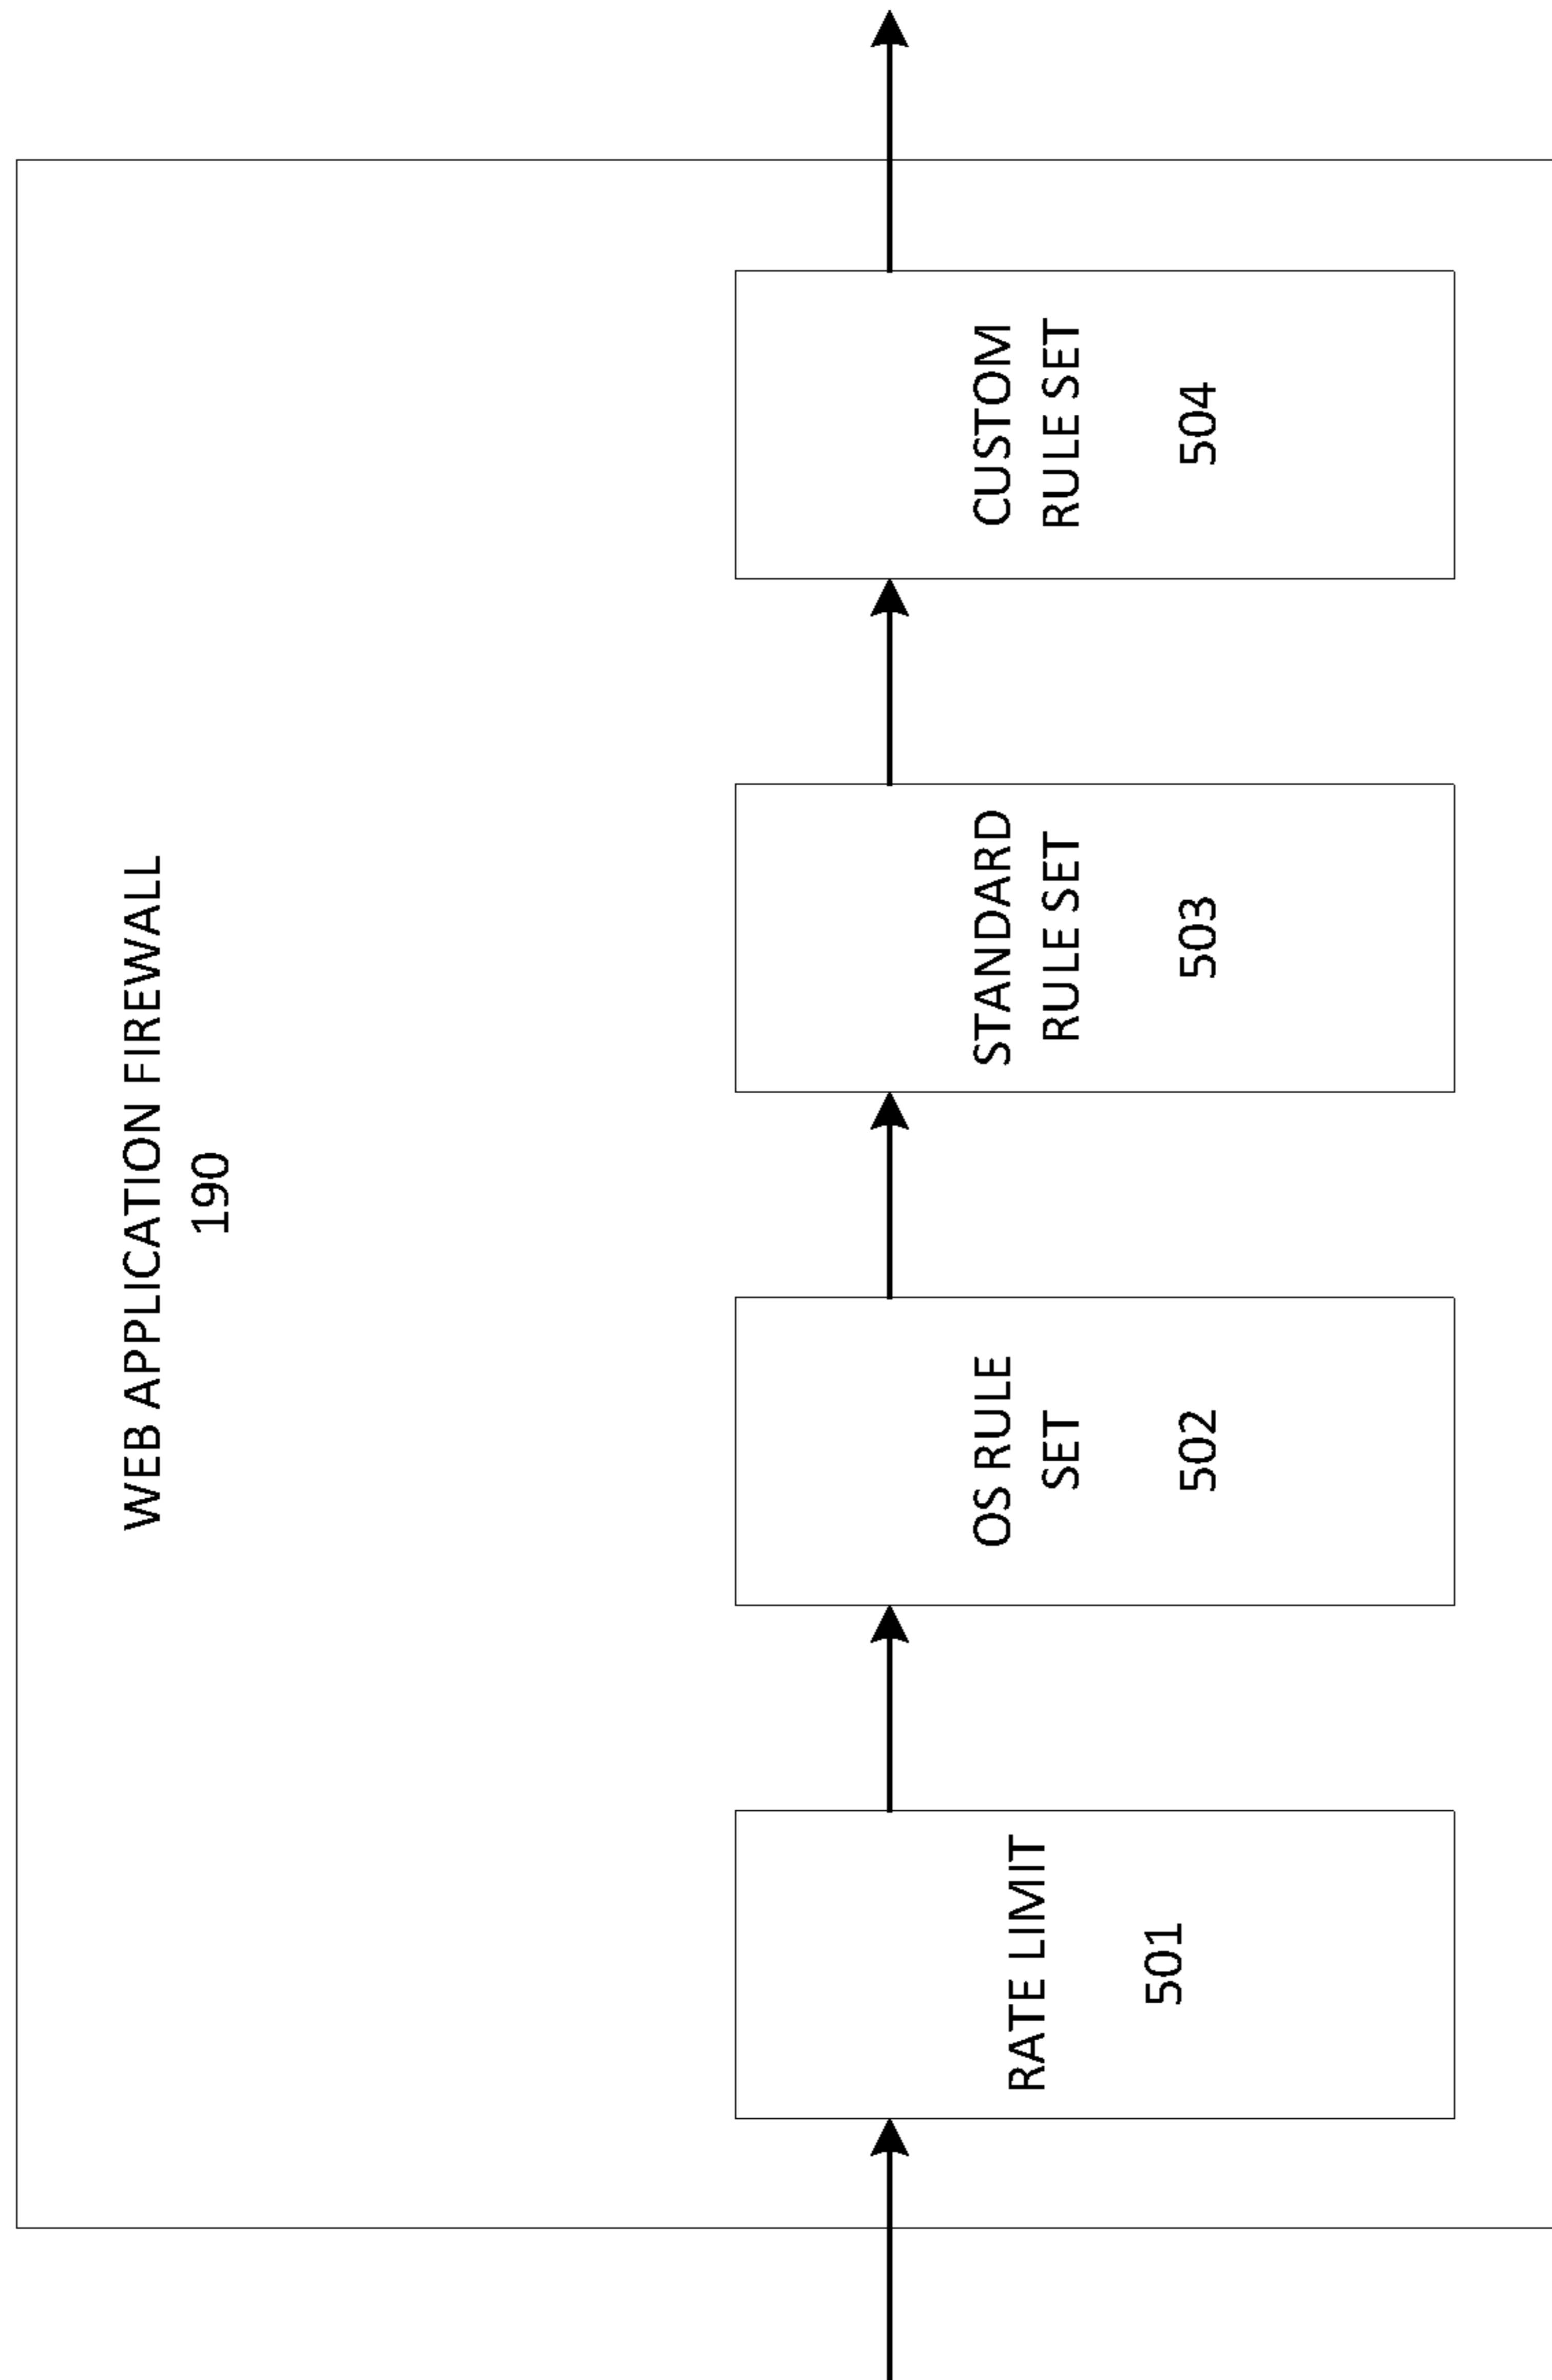 WEB APPLICATION FIREWALL
190
RATE LIMIT
501
OS RULE
SET
502
STANDARD
RULE SET
503
CUSTOM
RULE SET
504